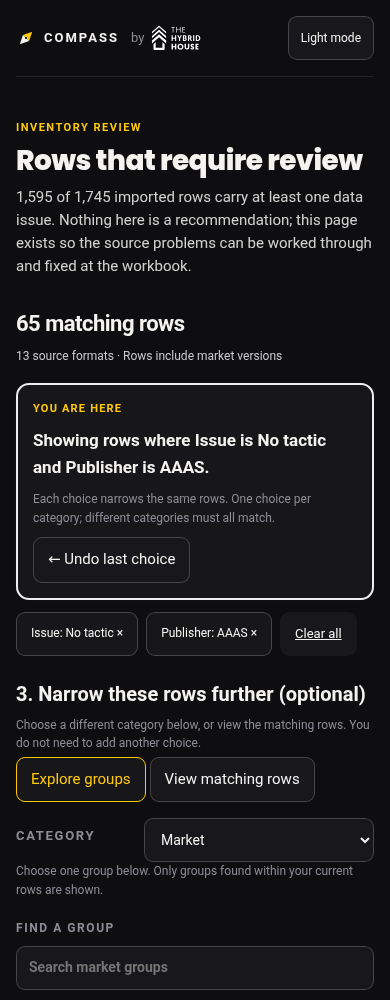 COMPASS by THE HYBRID HOUSE
Light mode
INVENTORY REVIEW
Rows that require review
1,595 of 1,745 imported rows carry at least one data
issue. Nothing here is a recommendation; this page
exists so the source problems can be worked through
and fixed at the workbook.
65 matching rows
13 source formats · Rows include market versions
YOU ARE HERE
Showing rows where Issue is No tactic
and Publisher is AAAS.
Each choice narrows the same rows. One choice per
category; different categories must all match.
← Undo last choice
Issue: No tactic ×
Publisher: AAAS ×
Clear all
3. Narrow these rows further (optional)
Choose a different category below, or view the matching rows. You
do not need to add another choice.
Explore groups
View matching rows
CATEGORY
Market
Choose one group below. Only groups found within your current
rows are shown.
FIND A GROUP
Search market groups